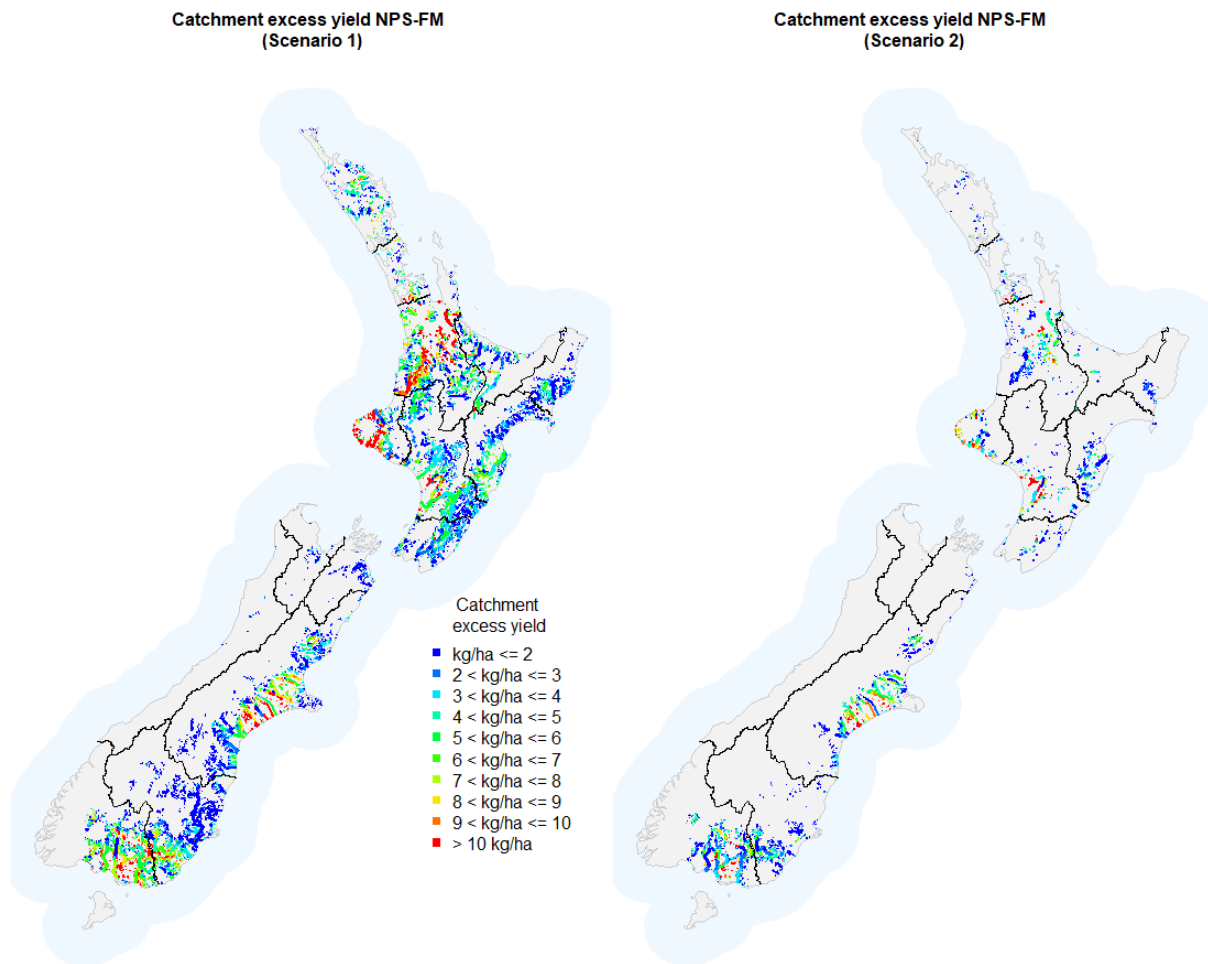 Catchment excess yield NPS-FM
(Scenario 1)
Catchment excess yield NPS-FM
(Scenario 2)
Catchment
excess yield
kg/ha <= 2
2 < kg/ha <= 3
3 < kg/ha <= 4
4 < kg/ha <= 5
5 < kg/ha <= 6
6 < kg/ha <= 7
7 < kg/ha <= 8
8 < kg/ha <= 9
9 < kg/ha <= 10
> 10 kg/ha